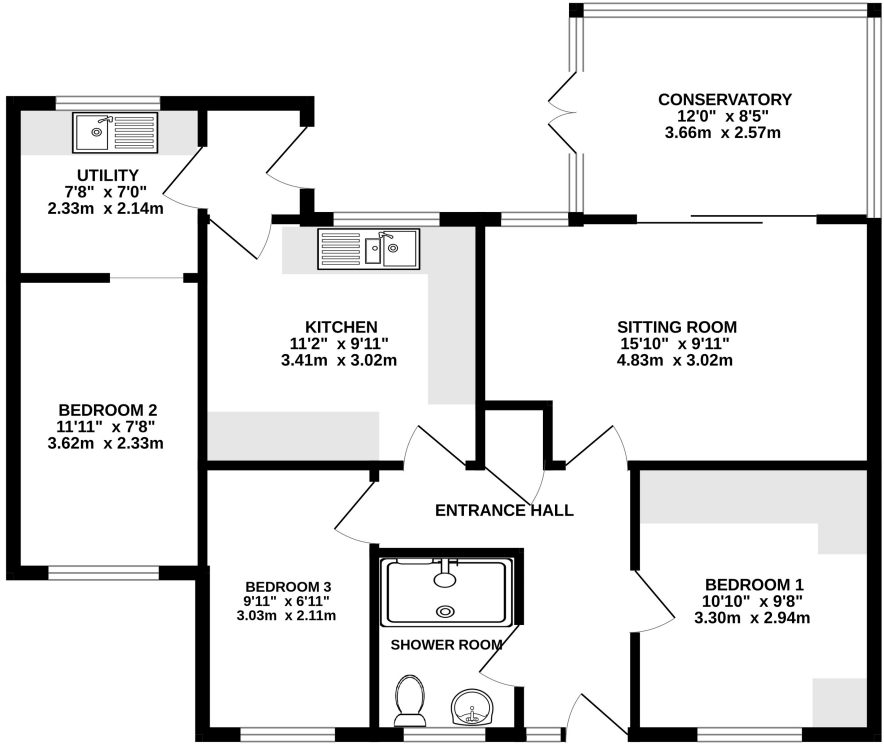 CONSERVATORY
12'0" x 8'5"
3.66m x 2.57m
UTILITY
7'8" x 7'0"
2.33m x 2.14m
KITCHEN
11'2" x 9'11"
3.41m x 3.02m
SITTING ROOM
15'10" x 9'11"
4.83m x 3.02m
BEDROOM 2
11'11" x 7'8"
3.62m x 2.33m
ENTRANCE HALL
BEDROOM 3
9'11" x 6'11"
3.03m x 2.11m
BEDROOM 1
10'10" x 9'8"
3.30m x 2.94m
SHOWER ROOM